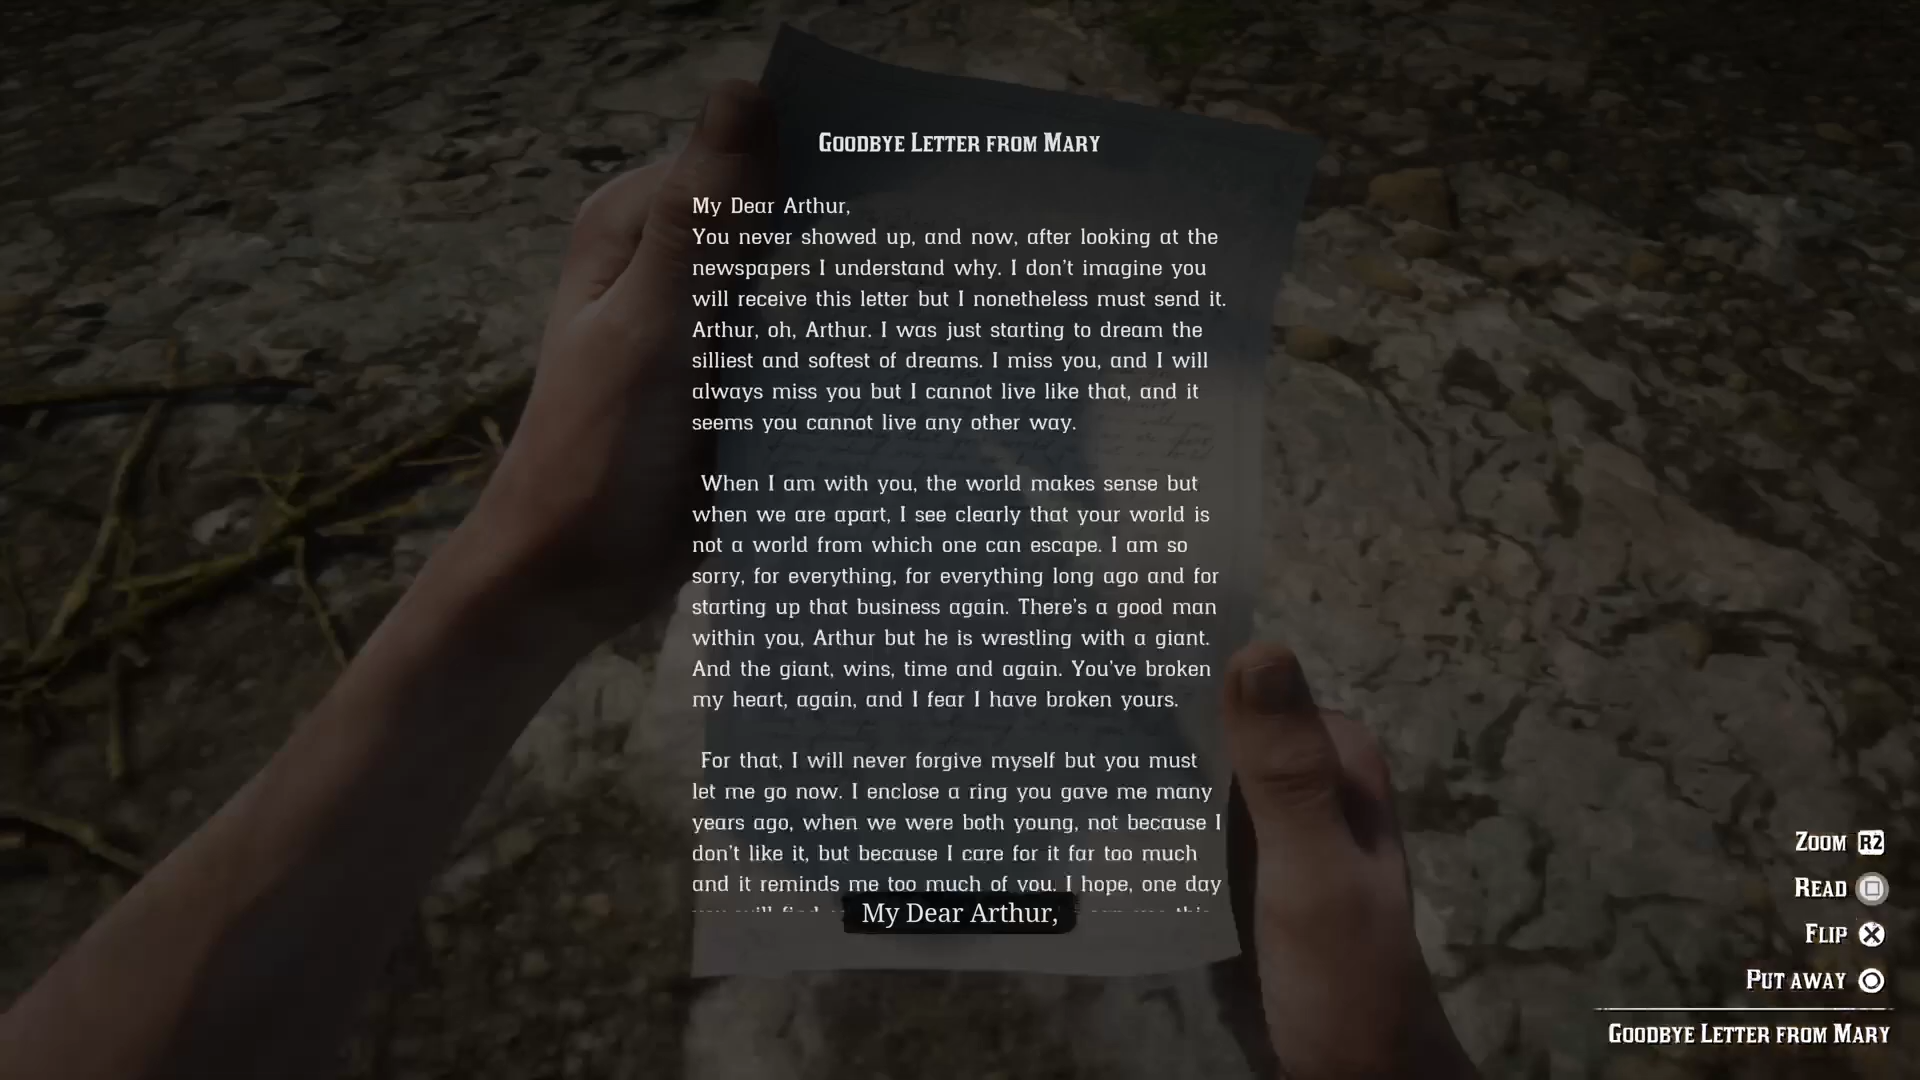 Goodbye Letter from Mary
My Dear Arthur,
You never showed up, and now, after looking at the
newspapers I understand why. I don't imagine you
will receive this letter but I nonetheless must send it.
Arthur, oh, Arthur. I was just starting to dream the
silliest and softest of dreams. I miss you, and I will
always miss you but I cannot live like that, and it
seems you cannot live any other way.
When I am with you, the world makes sense but
when we are apart, I see clearly that your world is
not a world from which one can escape. I am so
sorry, for everything, for everything long ago and for
starting up that business again. There's a good man
within you, Arthur but he is wrestling with a giant.
And the giant, wins, time and again. You've broken
my heart, again, and I fear I have broken yours.
For that, I will never forgive myself but you must
let me go now. I enclose a ring you gave me many
years ago, when we were both young, not because I
don't like it, but because I care for it far too much
and it reminds me too much of you. I hope, one day
My Dear Arthur,
Zoom R2
Read
Flip
Put away
Goodbye Letter from Mary